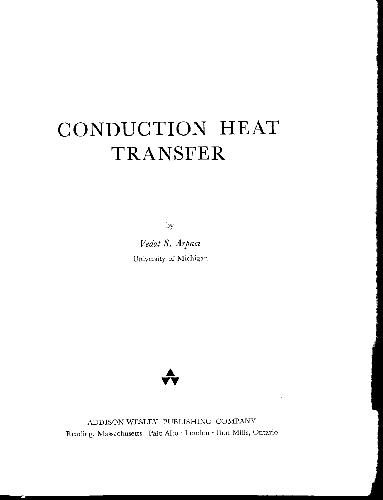 CONDUCTION HEAT
TRANSFER
by
Vedat S. Arpaci
University of Michigan
ADDISON-WESLEY PUBLISHING COMPANY
Reading, Massachusetts · Palo Alto · London · Don Mills, Ontario